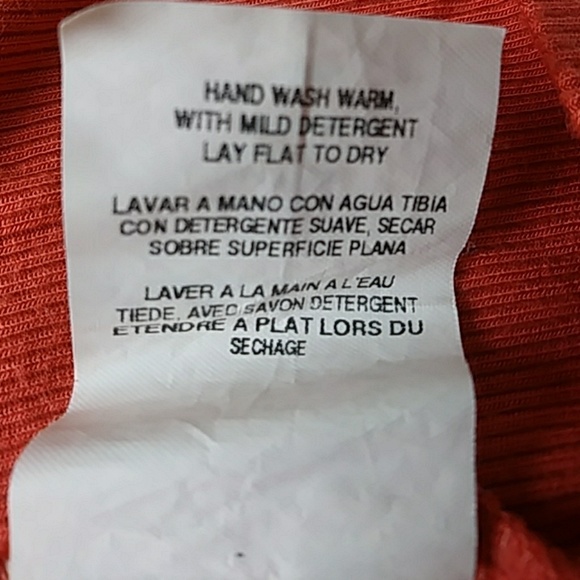 HAND WASH WARM,
WITH MILD DETERGENT
LAY FLAT TO DRY
LAVAR A MANO CON AGUA TIBIA
CON DETERGENTE SUAVE, SECAR
SOBRE SUPERFICIE PLANA
LAVER A LA MAIN A L'EAU
TIEDE, AVEC SAVON DETERGENT
ETENDRE A PLAT LORS DU
SECHAGE